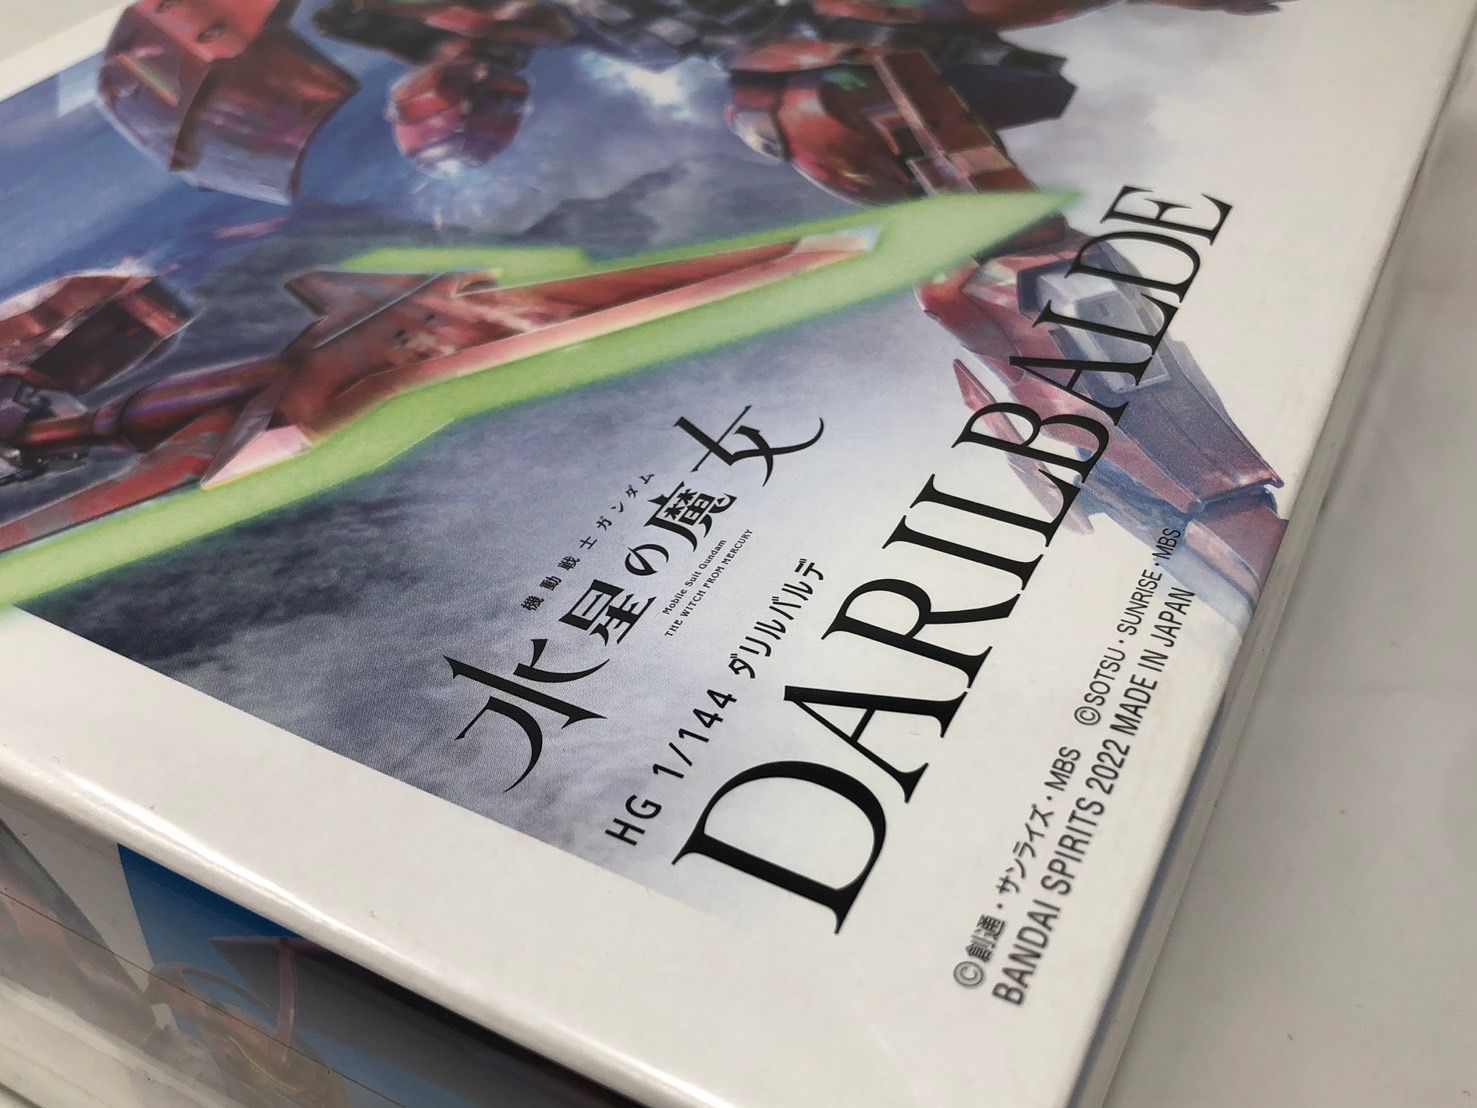 機動戦士ガンダム
水星の魔女
Mobile Suit Gundam
THE WITCH FROM MERCURY
HG 1/144 ダリルバルデ
DARILBALDE
©創通・サンライズ・MBS ©SOTSU・SUNRISE・MBS
BANDAI SPIRITS 2022 MADE IN JAPAN